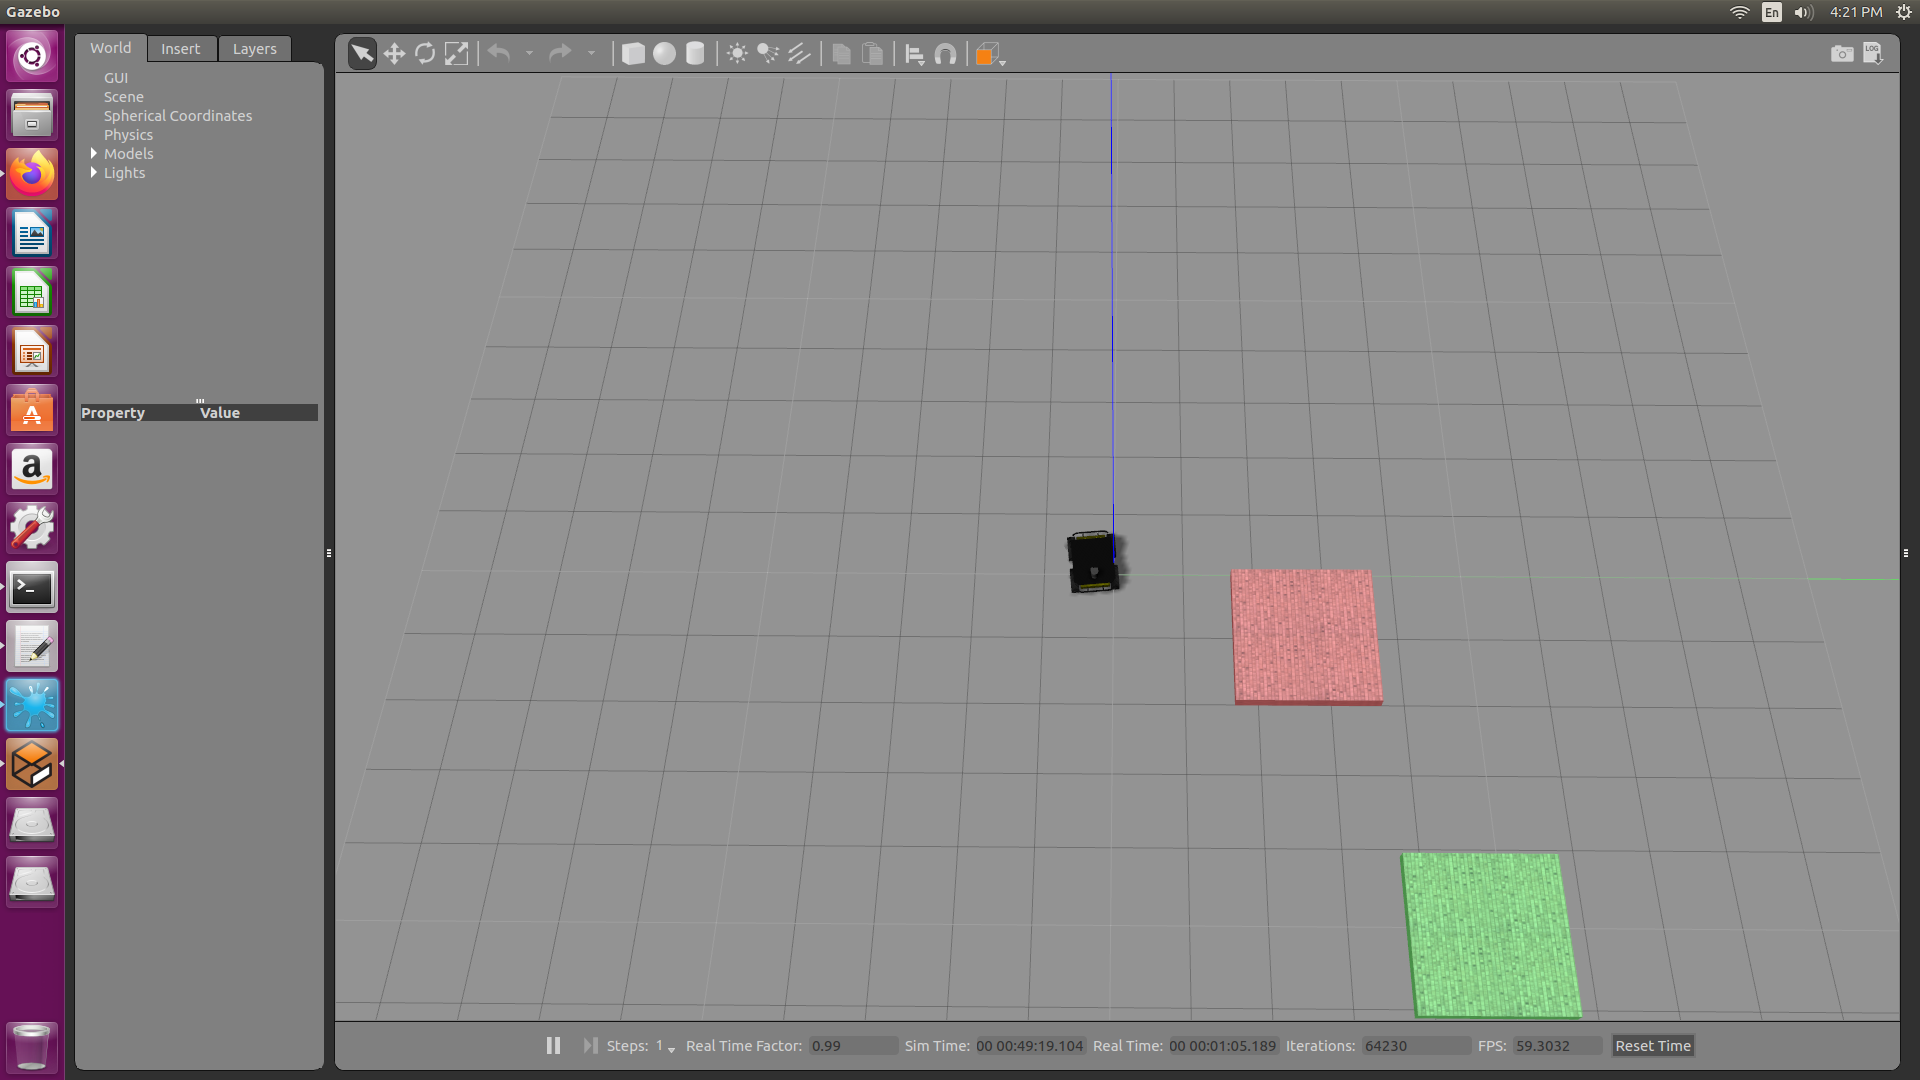 Gazebo
En
4:21 PM
World
Insert
Layers
LOG
GUI
Scene
Spherical Coordinates
Physics
Models
Lights
Property
Value
Steps: 1
Real Time Factor: 0.99
Sim Time: 00 00:49:19.104
Real Time: 00 00:01:05.189
Iterations: 64230
FPS: 59.3032
Reset Time